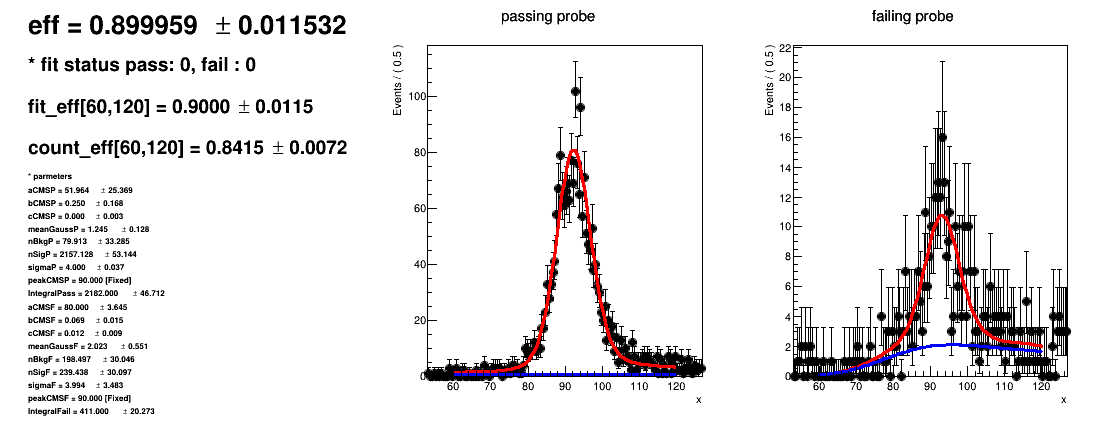 eff = 0.899959 ± 0.011532
* fit status pass: 0, fail : 0
fit_eff[60,120] = 0.9000 ± 0.0115
count_eff[60,120] = 0.8415 ± 0.0072
* parmeters
aCMSP = 51.964 ± 25.369
bCMSP = 0.250 ± 0.168
cCMSP = 0.000 ± 0.003
meanGaussP = 1.245 ± 0.128
nBkgP = 79.913 ± 33.285
nSigP = 2157.128 ± 53.144
sigmaP = 4.000 ± 0.037
peakCMSP = 90.000 [Fixed]
IntegralPass = 2182.000 ± 46.712
aCMSF = 80.000 ± 3.645
bCMSF = 0.069 ± 0.015
cCMSF = 0.012 ± 0.009
meanGaussF = 2.023 ± 0.551
nBkgF = 198.497 ± 30.046
nSigF = 239.438 ± 30.097
sigmaF = 3.994 ± 3.483
peakCMSF = 90.000 [Fixed]
IntegralFail = 411.000 ± 20.273
passing probe
Events / ( 0.5 )
100
80
60
40
20
0
60 70 80 90 100 110 120
x
failing probe
Events / ( 0.5 )
22
20
18
16
14
12
10
8
6
4
2
0
60 70 80 90 100 110 120
x